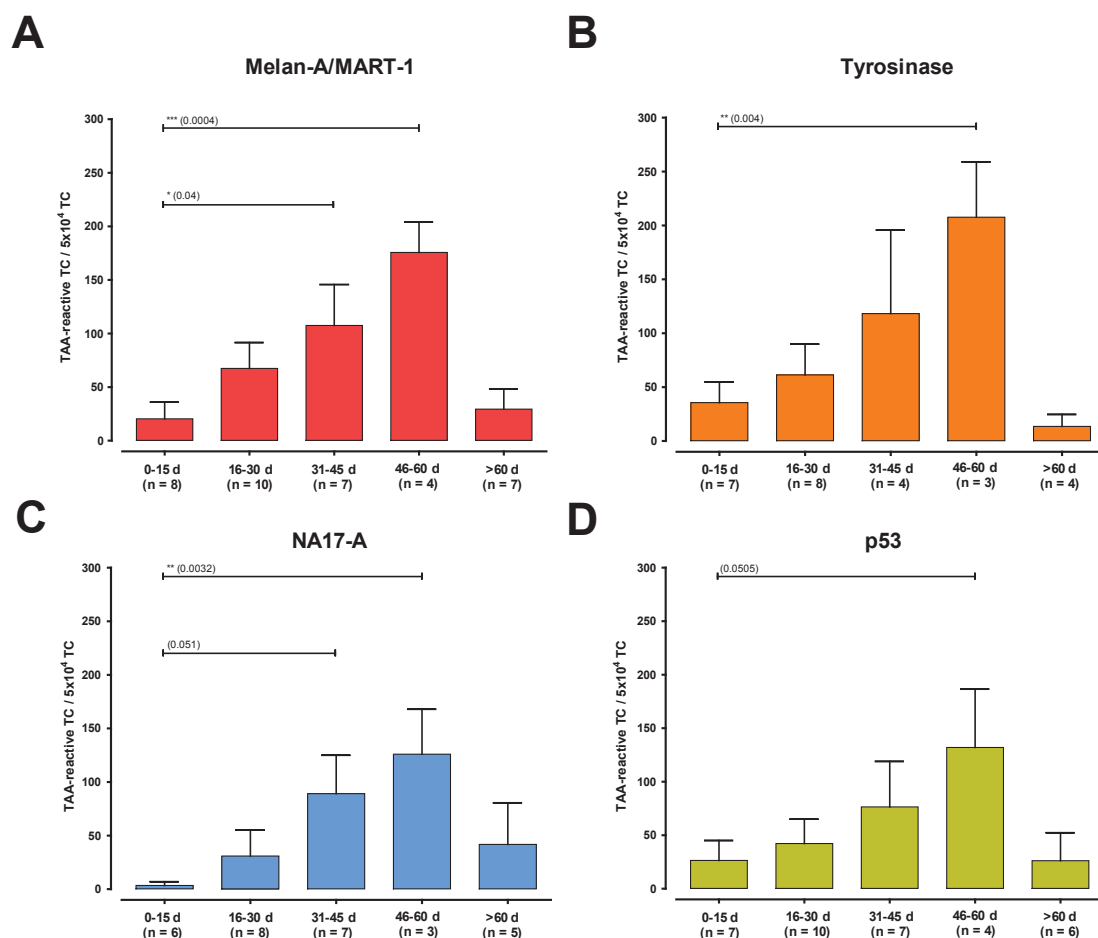 A
Melan-A/MART-1
TAA-reactive TC / 5x10⁴ TC
300
250
200
150
100
50
0
*** (0.0004)
* (0.04)
0-15 d 16-30 d 31-45 d 46-60 d >60 d
(n = 8) (n = 10) (n = 7) (n = 4) (n = 7)
B
Tyrosinase
TAA-reactive TC / 5x10⁴ TC
300
250
200
150
100
50
0
** (0.004)
0-15 d 16-30 d 31-45 d 46-60 d >60 d
(n = 7) (n = 8) (n = 4) (n = 3) (n = 4)
C
NA17-A
TAA-reactive TC / 5x10⁴ TC
300
250
200
150
100
50
0
** (0.0032)
(0.051)
0-15 d 16-30 d 31-45 d 46-60 d >60 d
(n = 6) (n = 8) (n = 7) (n = 3) (n = 5)
D
p53
TAA-reactive TC / 5x10⁴ TC
300
250
200
150
100
50
0
(0.0505)
0-15 d 16-30 d 31-45 d 46-60 d >60 d
(n = 7) (n = 10) (n = 7) (n = 4) (n = 6)